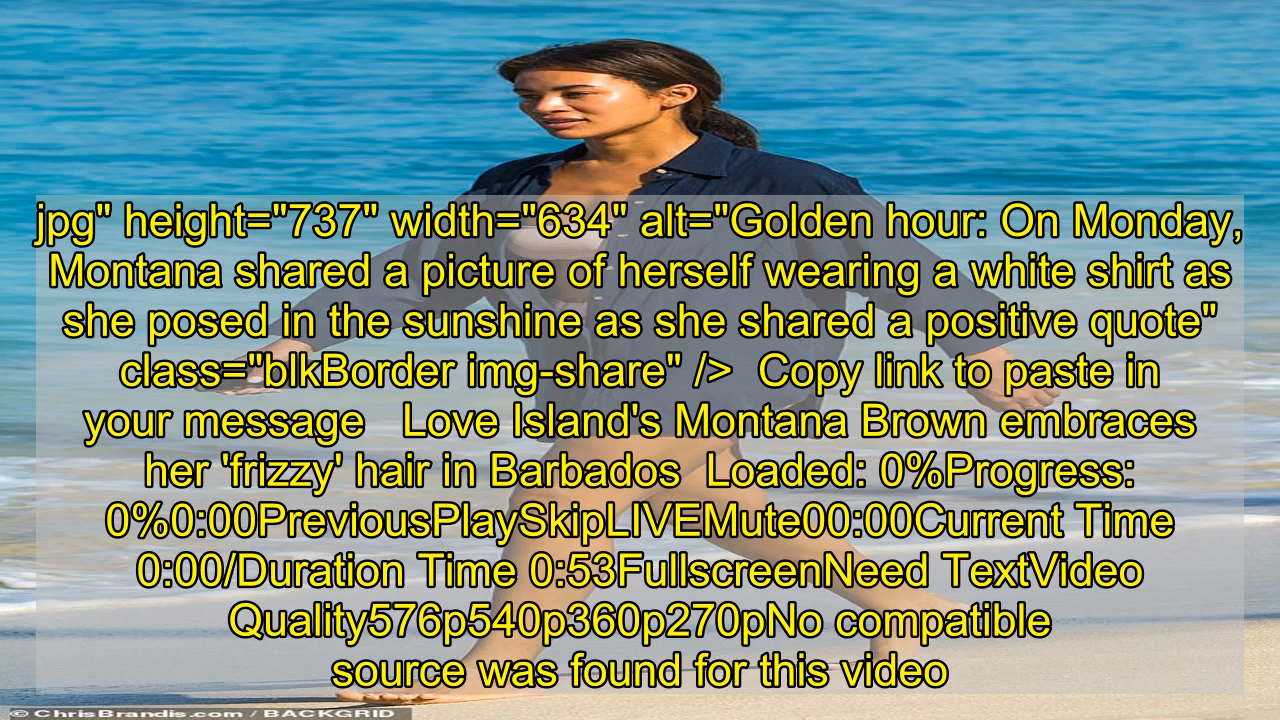 jpg" height="737" width="634" alt="Golden hour: On Monday,
Montana shared a picture of herself wearing a white shirt as
she posed in the sunshine as she shared a positive quote"
class="blkBorder img-share" />  Copy link to paste in
your message   Love Island's Montana Brown embraces
her 'frizzy' hair in Barbados  Loaded: 0%Progress:
0%0:00PreviousPlaySkipLIVEMute00:00Current Time
0:00/Duration Time 0:53FullscreenNeed TextVideo
Quality576p540p360p270pNo compatible
source was found for this video
© ChrisBrandis.com / BACKGRID